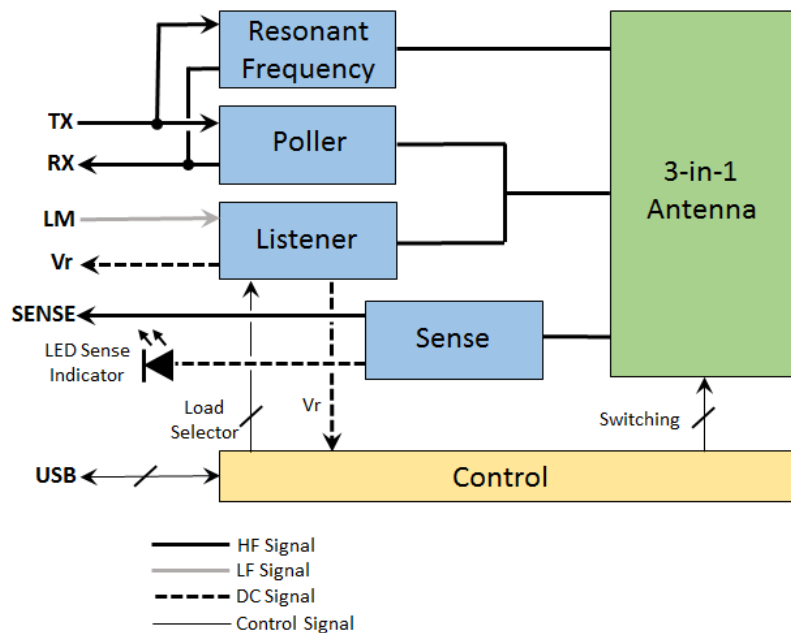 Resonant
Frequency
TX
Poller
RX
3-in-1
Antenna
LM
Listener
Vr
SENSE
Sense
LED Sense
Indicator
Load
Selector
Vr
Switching
USB
Control
HF Signal
LF Signal
DC Signal
Control Signal